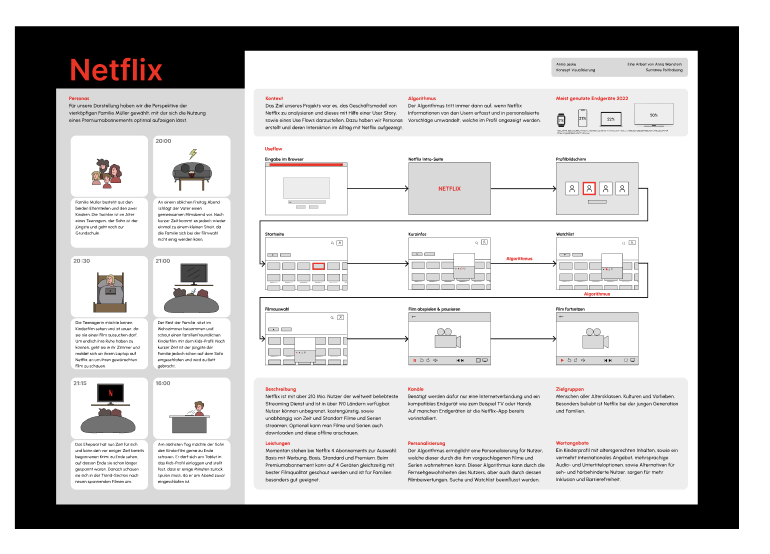 Netflix
Konzept Visualisierung
Eine Arbeit von Anna Wernstein
Personas
Für unsere Darstellung haben wir die Perspektive der
vierköpfigen Familie Müller gewählt, mit der sich die Nutzung
eines Premiumabonnements optimal aufzeigen lässt.
20:00
Familie Müller besteht aus den
beiden Elternteilen und den zwei
Kindern. Die Tochter ist im Alter
eines Teenagers, der Sohn ist der
jüngste und geht noch zur
Grundschule.
An einem üblichen Freitag Abend
schlägt der Vater einen
gemeinsamen Filmabend vor. Nach
kurzer Zeit kommt es jedoch wieder
einmal zu einem kleinen Streit, da
die Familie sich bei der Filmwahl
nicht einig werden kann.
20:30
21:00
Die Teenagerin möchte keinen
Kinderfilm sehen und ist sauer, da
sie nie einen Film aussuchen darf.
Um endlich ihre Ruhe haben zu
können, geht sie in ihr Zimmer und
meldet sich an ihrem Laptop auf
Netflix an um ihren gewünschten
Film zu schauen.
Der Rest der Familie sitzt im
Wohnzimmer beisammen und
schaut einen familienfreundlichen
Kinderfilm mit dem Kids-Profil. Nach
kurzer Zeit ist der jüngste der
Familie jedoch schon auf dem Sofa
eingeschlafen und wird zu Bett
gebracht.
21:15
16:00
Das Ehepaar hat nun Zeit für sich
und kann den vor einiger Zeit bereits
begonnenen Krimi zu Ende sehen,
auf dessen Ende sie schon länger
gespannt waren. Danach schauen
sie sich in der Trend-Sektion nach
neuen spannenden Filmen um.
Am nächsten Tag möchte der Sohn
den Kinderfilm gerne zu Ende
schauen. Er darf sich am Tablet in
das Kids-Profil einloggen und stellt
fest, dass er einige Minuten zurück
spulen muss, da er am Abend zuvor
eingeschlafen ist.
Kontext
Das Ziel unseres Projekts war es, das Geschäftsmodell von
Netflix zu analysieren und dieses mit Hilfe einer User Story,
sowie eines Use Flows darzustellen. Dazu haben wir Personas
erstellt und deren Interaktion im Alltag mit Netflix aufgezeigt.
Algorithmus
Der Algorithmus tritt immer dann auf, wenn Netflix
Informationen von den Usern erfasst und in personalisierte
Vorschläge umwandelt, welche im Profil angezeigt werden.
Meist genutzte Endgeräte 2022
21%
22%
50%
Useflow
Eingabe im Browser
Netflix Intro-Seite
Profilbildschirm
NETFLIX
Startseite
Kurzinfos
Watchlist
Algorithmus
Algorithmus
Filmauswahl
Film abspielen & pausieren
Film fortsetzen
Beschreibung
Netflix ist mit über 210 Mio. Nutzer der weltweit beliebteste
Streaming Dienst und ist in über 190 Ländern verfügbar.
Nutzer können unbegrenzt, kostengünstig, sowie
unabhängig von Zeit und Standort Filme und Serien
streamen. Optional kann man Filme und Serien auch
downloaden und diese offline anschauen.
Kanäle
Benötigt werden dafür nur eine Internetverbindung und ein
kompatibles Endgerät wie zum Beispiel TV oder Handy.
Auf manchen Endgeräten ist die Netflix-App bereits
vorinstalliert.
Zielgruppen
Menschen aller Altersklassen, Kulturen und Vorlieben.
Besonders beliebt ist Netflix bei der jungen Generation
und Familien.
Leistungen
Momentan stehen bei Netflix 4 Abonnements zur Auswahl:
Basis mit Werbung, Basis, Standard und Premium. Beim
Premiumabonnement kann auf 4 Geräten gleichzeitig mit
bester Filmqualität geschaut werden und ist für Familien
besonders gut geeignet.
Personalisierung
Der Algorithmus ermöglicht eine Personalisierung für Nutzer,
welche dieser durch die ihm vorgeschlagenen Filme und
Serien wahrnehmen kann. Dieser Algorithmus kann durch die
Fernsehgewohnheiten des Nutzers, aber auch durch dessen
Filmbewertungen, Suche und Watchlist beeinflusst werden.
Wertangebote
Ein Kinderprofil mit altersgerechten Inhalten, sowie ein
vermehrt internationales Angebot, mehrsprachige
Audio- und Untertiteloptionen, sowie Alternativen für
seh- und hörbehinderte Nutzer, sorgen für mehr
Inklusion und Barrierefreiheit.